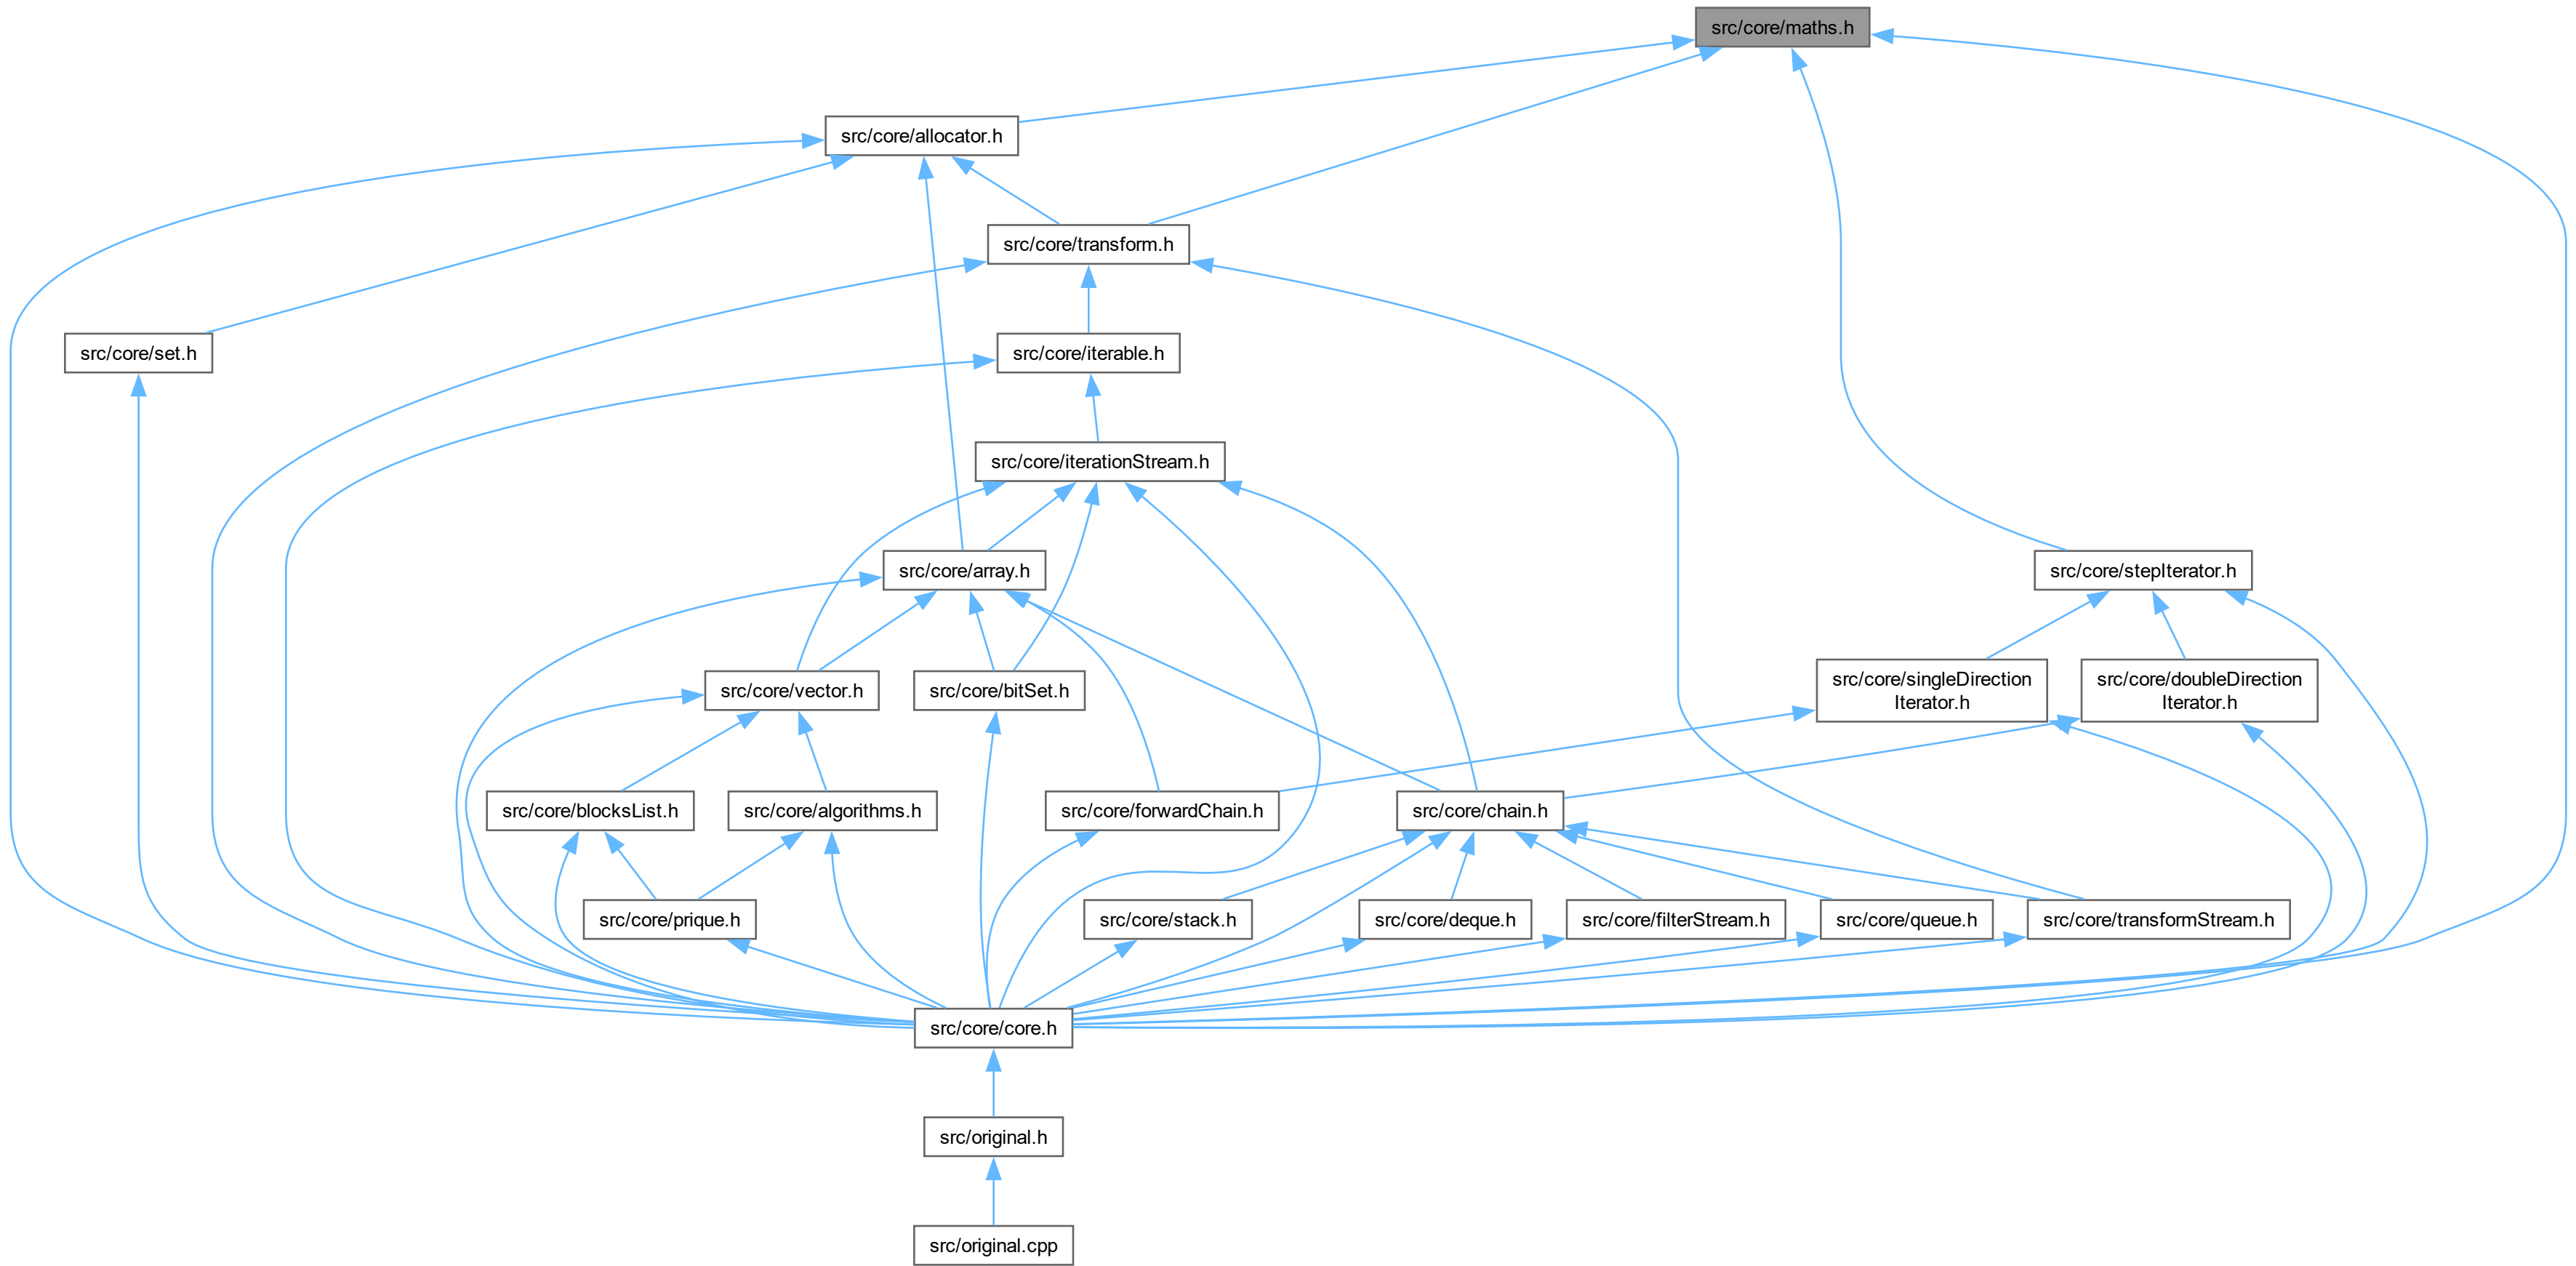 src/core/maths.h
src/core/allocator.h
src/core/transform.h
src/core/set.h
src/core/iterable.h
src/core/iterationStream.h
src/core/array.h
src/core/stepIterator.h
src/core/vector.h
src/core/bitSet.h
src/core/singleDirection
Iterator.h
src/core/doubleDirection
Iterator.h
src/core/blocksList.h
src/core/algorithms.h
src/core/forwardChain.h
src/core/chain.h
src/core/prique.h
src/core/stack.h
src/core/deque.h
src/core/filterStream.h
src/core/queue.h
src/core/transformStream.h
src/core/core.h
src/original.h
src/original.cpp